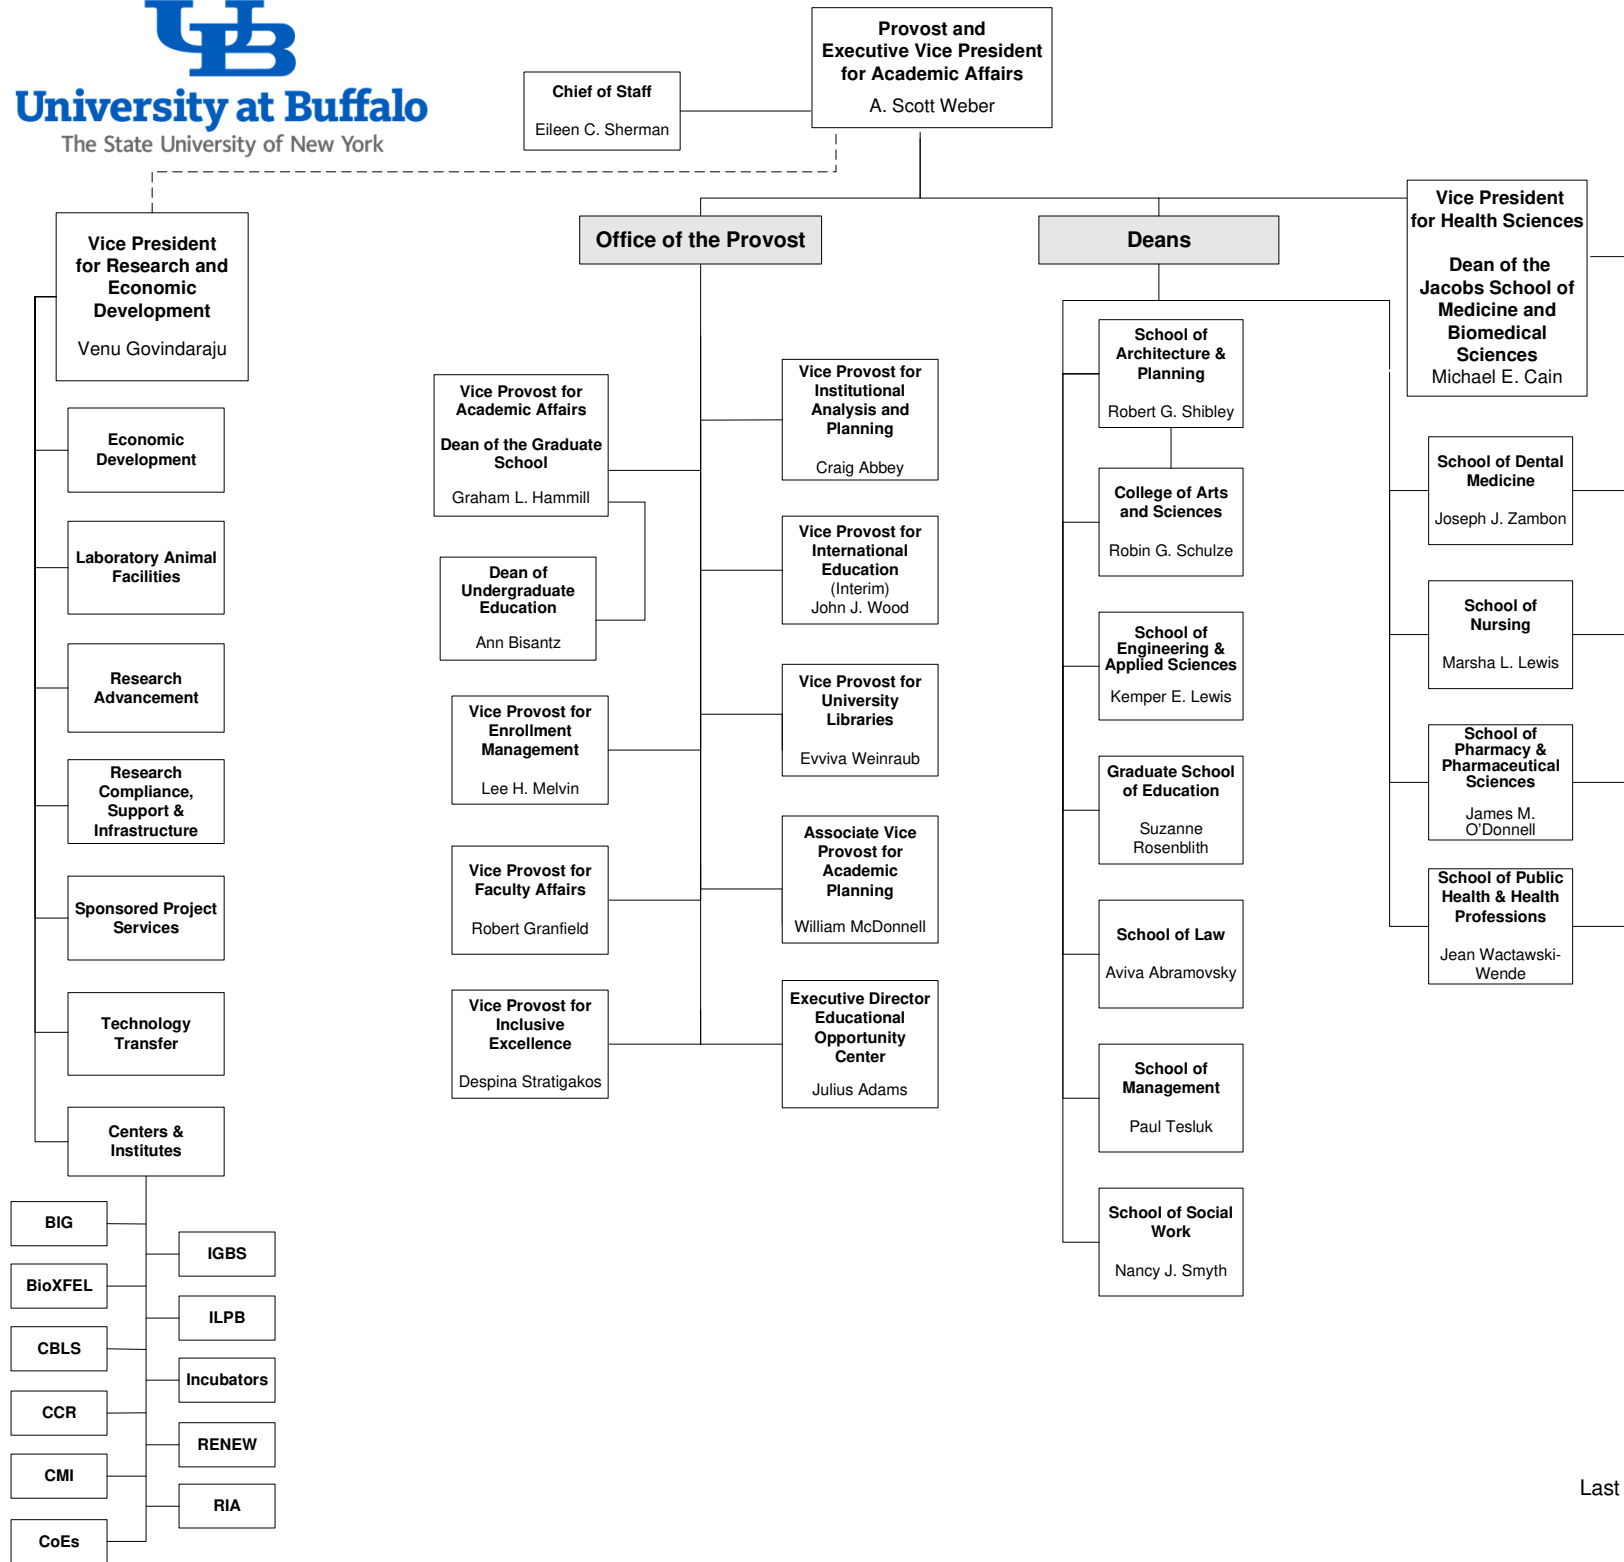 UB
University at Buffalo
The State University of New York
Provost and
Executive Vice President
for Academic Affairs
A. Scott Weber
Chief of Staff
Eileen C. Sherman
Vice President
for Research and
Economic
Development
Venu Govindaraju
Economic
Development
Laboratory Animal
Facilities
Research
Advancement
Research
Compliance,
Support &
Infrastructure
Sponsored Project
Services
Technology
Transfer
Centers &
Institutes
BIG
IGBS
BioXFEL
ILPB
CBLS
Incubators
CCR
RENEW
CMI
RIA
CoEs
Office of the Provost
Vice Provost for
Academic Affairs
Dean of the Graduate
School
Graham L. Hammill
Dean of
Undergraduate
Education
Ann Bisantz
Vice Provost for
Enrollment
Management
Lee H. Melvin
Vice Provost for
Faculty Affairs
Robert Granfield
Vice Provost for
Inclusive
Excellence
Despina Stratigakos
Vice Provost for
Institutional
Analysis and
Planning
Craig Abbey
Vice Provost for
International
Education
(Interim)
John J. Wood
Vice Provost for
University
Libraries
Evviva Weinraub
Associate Vice
Provost for
Academic
Planning
William McDonnell
Executive Director
Educational
Opportunity
Center
Julius Adams
Deans
School of
Architecture &
Planning
Robert G. Shibley
College of Arts
and Sciences
Robin G. Schulze
School of
Engineering &
Applied Sciences
Kemper E. Lewis
Graduate School
of Education
Suzanne
Rosenblith
School of Law
Aviva Abramovsky
School of
Management
Paul Tesluk
School of Social
Work
Nancy J. Smyth
Vice President
for Health Sciences
Dean of the
Jacobs School of
Medicine and
Biomedical
Sciences
Michael E. Cain
School of Dental
Medicine
Joseph J. Zambon
School of
Nursing
Marsha L. Lewis
School of
Pharmacy &
Pharmaceutical
Sciences
James M.
O'Donnell
School of Public
Health & Health
Professions
Jean Wactawski-
Wende
Last